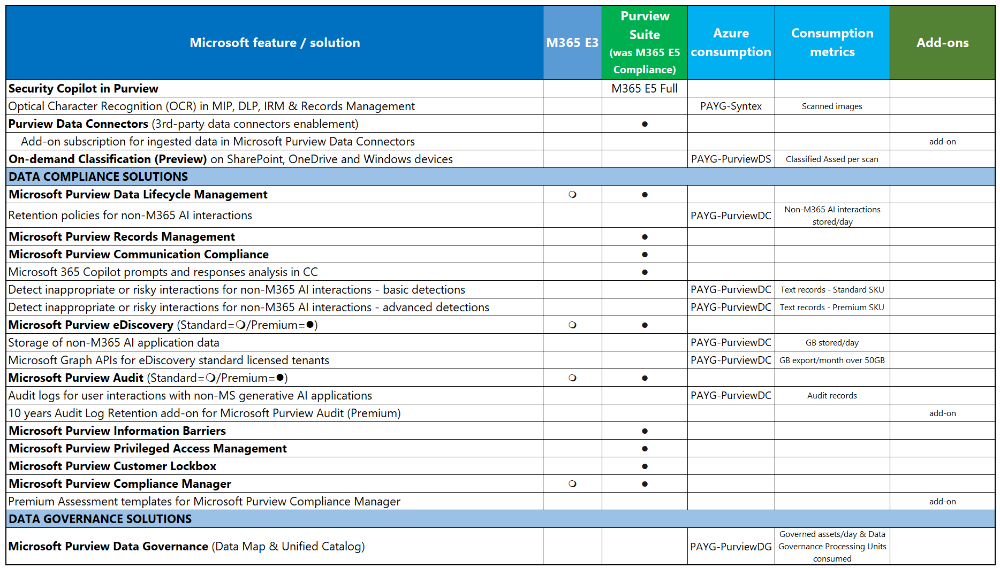 Microsoft feature / solution
M365 E3
Purview
Suite
(was M365 E5
Compliance)
Azure
consumption
Consumption
metrics
Add-ons
Security Copilot in Purview
M365 E5 Full
Optical Character Recognition (OCR) in MIP, DLP, IRM & Records Management
PAYG-Syntex
Scanned images
Purview Data Connectors (3rd-party data connectors enablement)
●
Add-on subscription for ingested data in Microsoft Purview Data Connectors
add-on
On-demand Classification (Preview) on SharePoint, OneDrive and Windows devices
PAYG-PurviewDS
Classified Assed per scan
DATA COMPLIANCE SOLUTIONS
Microsoft Purview Data Lifecycle Management
❍
●
Retention policies for non-M365 AI interactions
PAYG-PurviewDC
Non-M365 AI interactions
stored/day
Microsoft Purview Records Management
●
Microsoft Purview Communication Compliance
●
Microsoft 365 Copilot prompts and responses analysis in CC
●
Detect inappropriate or risky interactions for non-M365 AI interactions - basic detections
PAYG-PurviewDC
Text records - Standard SKU
Detect inappropriate or risky interactions for non-M365 AI interactions - advanced detections
PAYG-PurviewDC
Text records - Premium SKU
Microsoft Purview eDiscovery (Standard=❍/Premium=●)
❍
●
Storage of non-M365 AI application data
PAYG-PurviewDC
GB stored/day
Microsoft Graph APIs for eDiscovery standard licensed tenants
PAYG-PurviewDC
GB export/month over 50GB
Microsoft Purview Audit (Standard=❍/Premium=●)
❍
●
Audit logs for user interactions with non-MS generative AI applications
PAYG-PurviewDC
Audit records
10 years Audit Log Retention add-on for Microsoft Purview Audit (Premium)
add-on
Microsoft Purview Information Barriers
●
Microsoft Purview Privileged Access Management
●
Microsoft Purview Customer Lockbox
●
Microsoft Purview Compliance Manager
❍
●
Premium Assessment templates for Microsoft Purview Compliance Manager
add-on
DATA GOVERNANCE SOLUTIONS
Microsoft Purview Data Governance (Data Map & Unified Catalog)
PAYG-PurviewDG
Governed assets/day & Data
Governance Processing Units
consumed